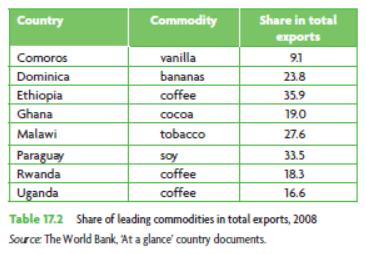 Country Commodity Share in total
exports
Comoros vanilla 9.1
Dominica bananas 23.8
Ethiopia coffee 35.9
Ghana cocoa 19.0
Malawi tobacco 27.6
Paraguay soy 33.5
Rwanda coffee 18.3
Uganda coffee 16.6
Table 17.2 Share of leading commodities in total exports, 2008
Source: The World Bank, 'At a glance' country documents.